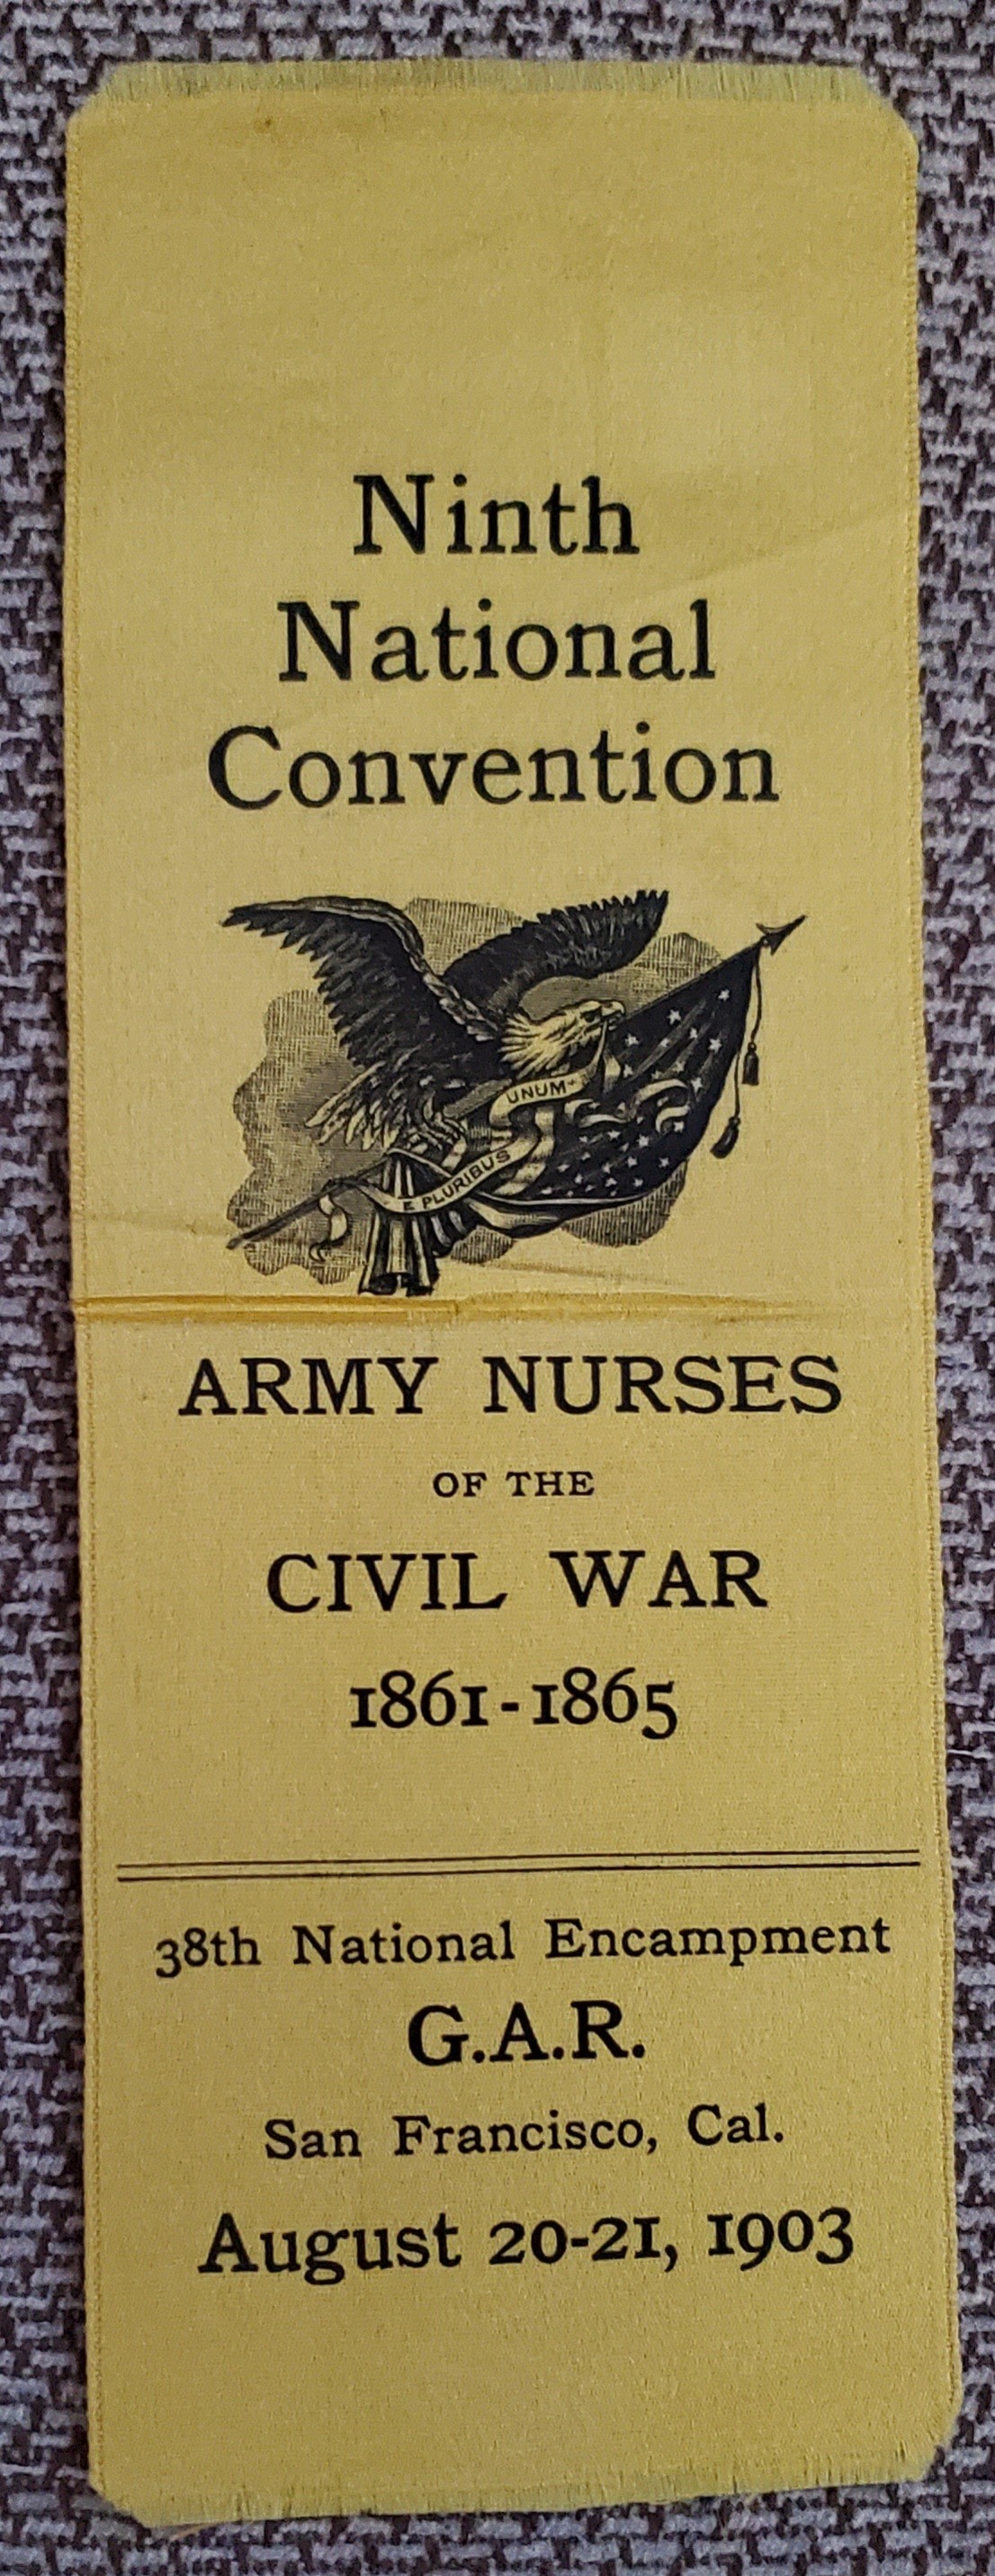 Ninth
National
Convention
UNUM
E PLURIBUS
ARMY NURSES
OF THE
CIVIL WAR
1861-1865
38th National Encampment
G.A.R.
San Francisco, Cal.
August 20-21, 1903